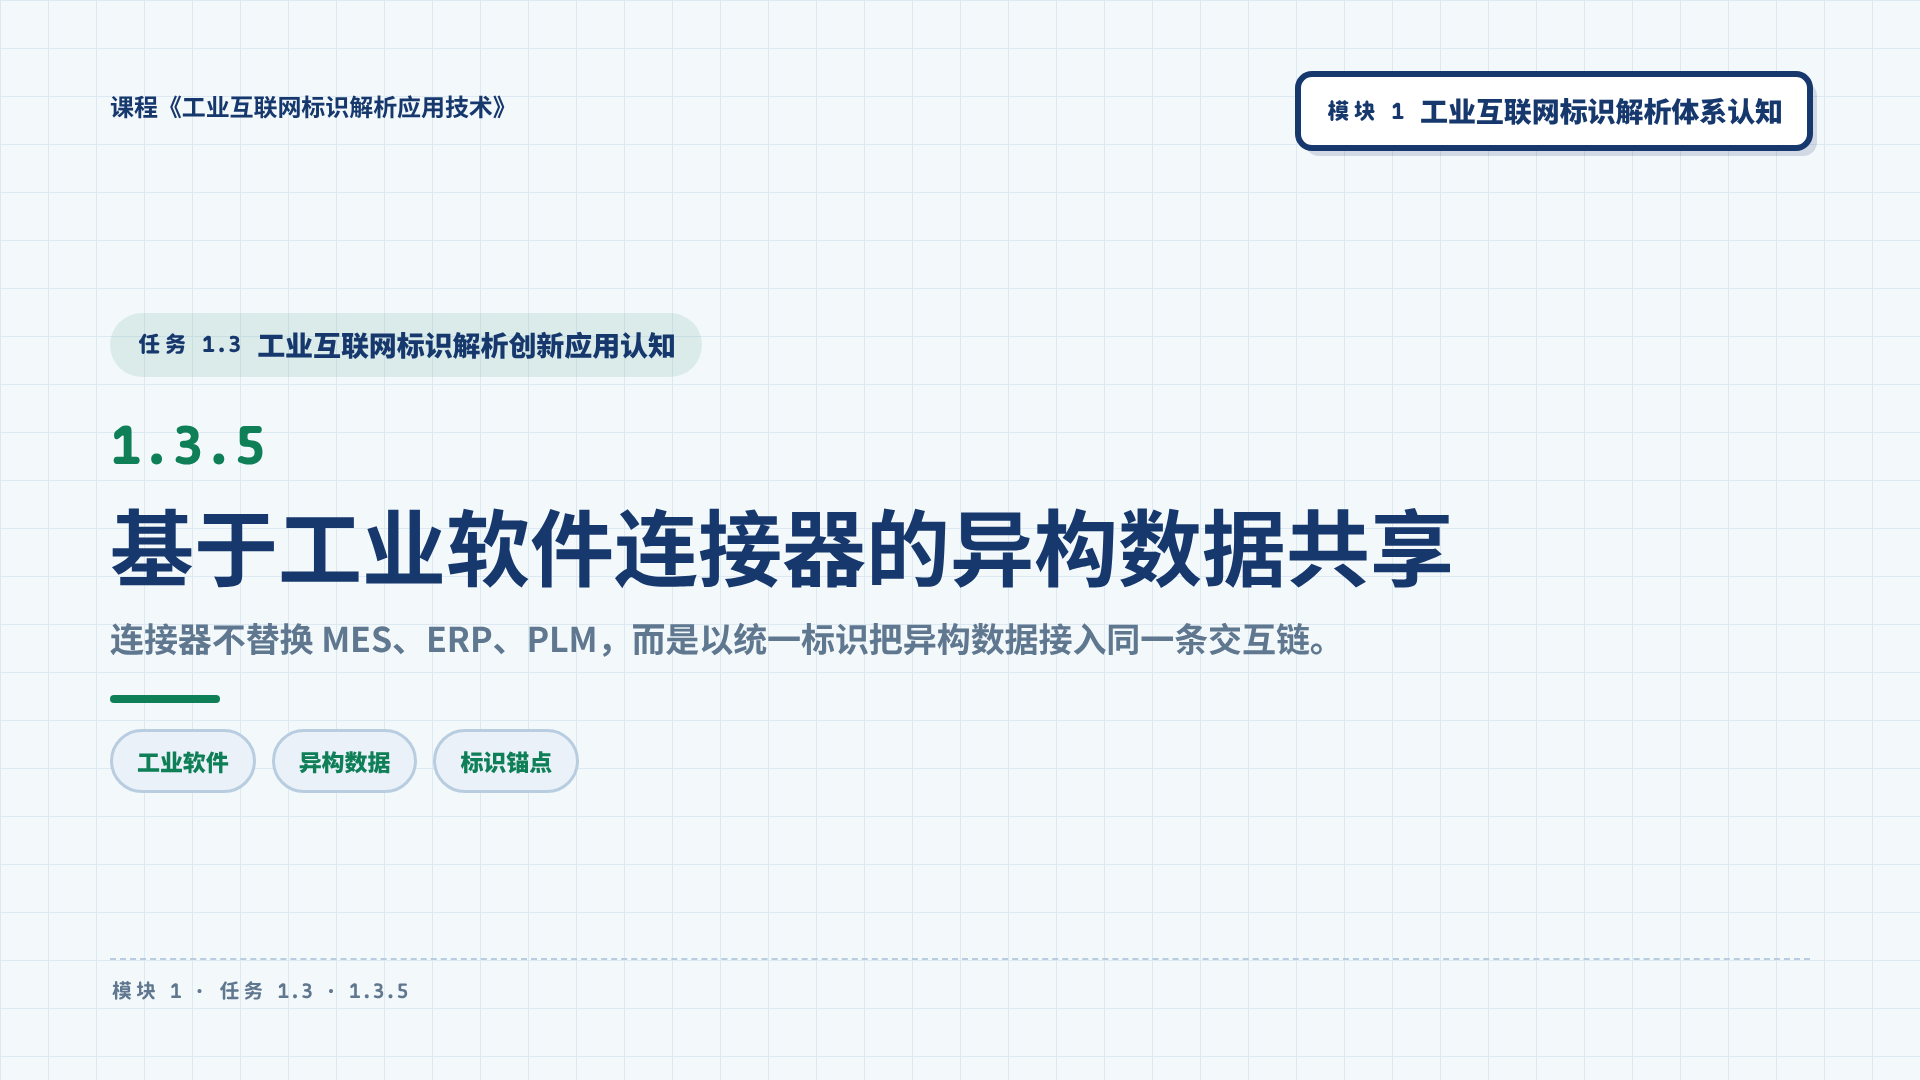 课程《工业互联网标识解析应用技术》
模块 1 工业互联网标识解析体系认知
任务 1.3 工业互联网标识解析创新应用认知
1.3.5
基于工业软件连接器的异构数据共享
连接器不替换 MES、ERP、PLM，而是以统一标识把异构数据接入同一条交互链。
工业软件
异构数据
标识锚点
模块 1 · 任务 1.3 · 1.3.5